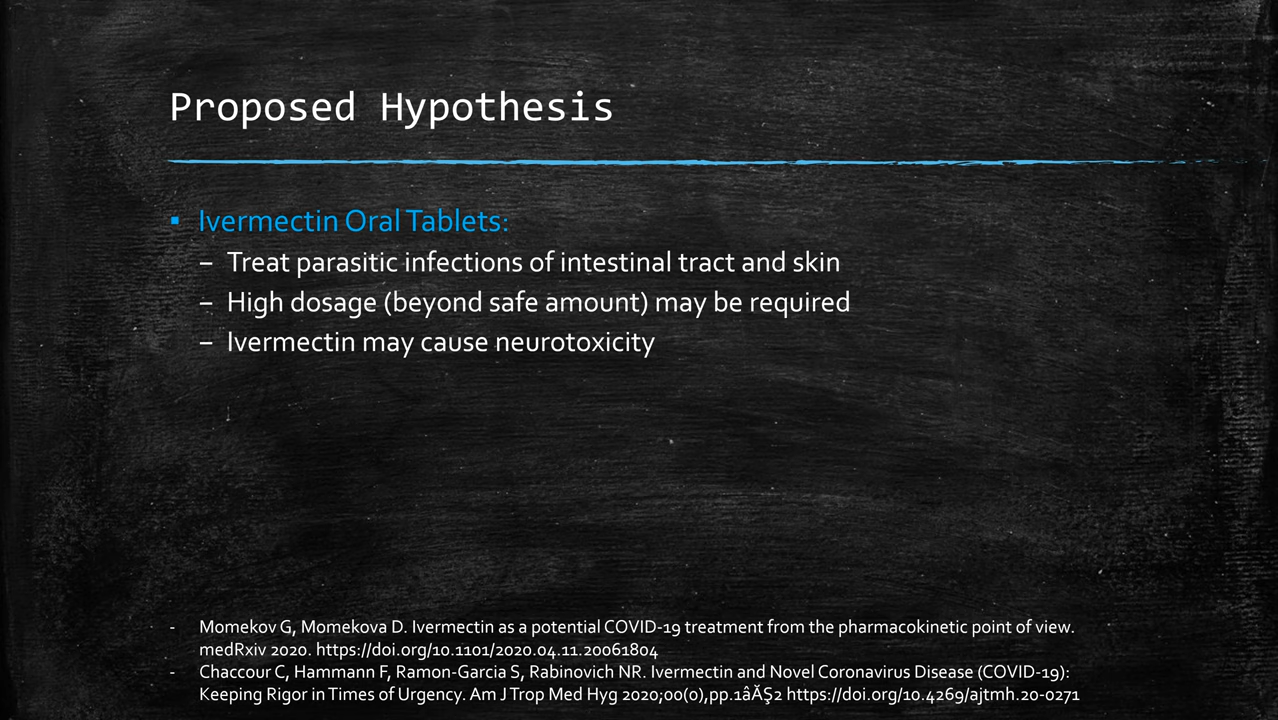 Proposed Hypothesis
▪ Ivermectin Oral Tablets:
– Treat parasitic infections of intestinal tract and skin
– High dosage (beyond safe amount) may be required
– Ivermectin may cause neurotoxicity
- Momekov G, Momekova D. Ivermectin as a potential COVID-19 treatment from the pharmacokinetic point of view.
medRxiv 2020. https://doi.org/10.1101/2020.04.11.20061804
- Chaccour C, Hammann F, Ramon-Garcia S, Rabinovich NR. Ivermectin and Novel Coronavirus Disease (COVID-19):
Keeping Rigor in Times of Urgency. Am J Trop Med Hyg 2020;00(0),pp.1âĂŞ2 https://doi.org/10.4269/ajtmh.20-0271